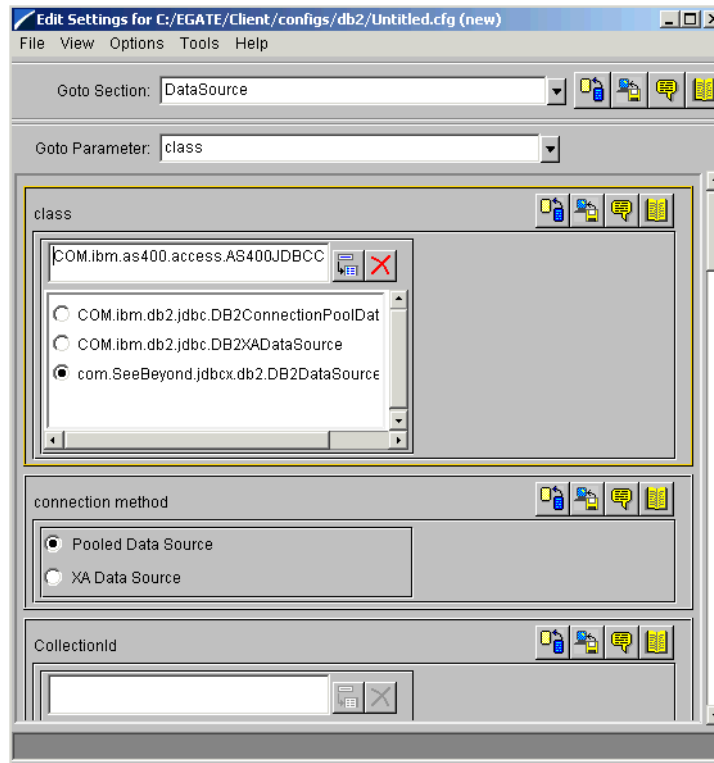 Edit Settings for C:/EGATE/Client/configs/db2/Untitled.cfg (new)
File View Options Tools Help
Goto Section: DataSource
Goto Parameter: class
class
COM.ibm.as400.access.AS400JDBCC
COM.ibm.db2.jdbc.DB2ConnectionPoolDat
COM.ibm.db2.jdbc.DB2XADataSource
com.SeeBeyond.jdbcx.db2.DB2DataSource
connection method
Pooled Data Source
XA Data Source
CollectionId